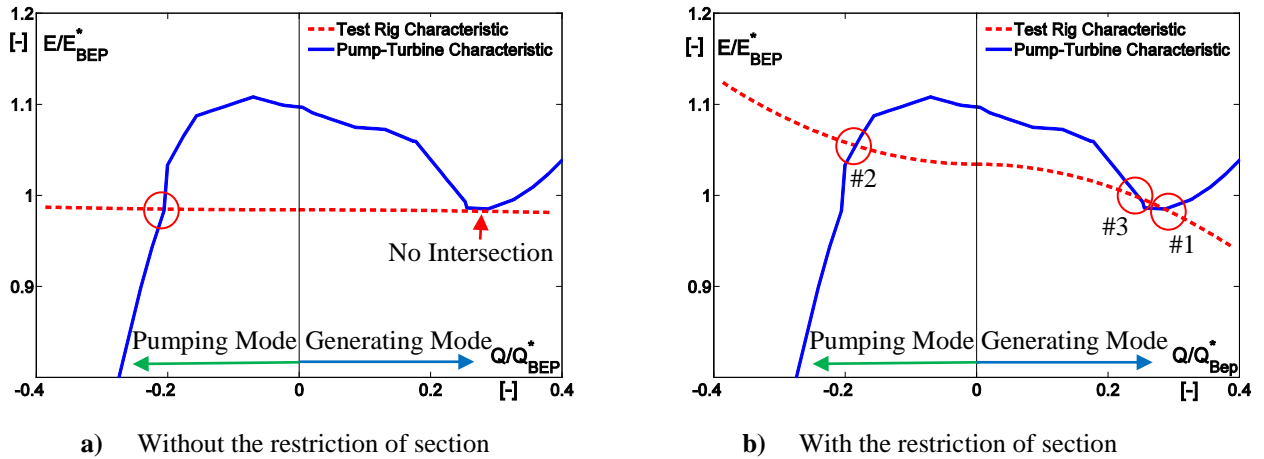 1.2
[-] E/E*BEP
Test Rig Characteristic
Pump-Turbine Characteristic
1.1
1
0.9
No Intersection
Pumping Mode Generating Mode
Q/Q*BEP
[-]
-0.4 -0.2 0 0.2 0.4
a) Without the restriction of section
1.2
[-] E/E*BEP
Test Rig Characteristic
Pump-Turbine Characteristic
1.1
1
0.9
#2
#3
#1
Pumping Mode Generating Mode
Q/Q*Bep
[-]
-0.4 -0.2 0 0.2 0.4
b) With the restriction of section